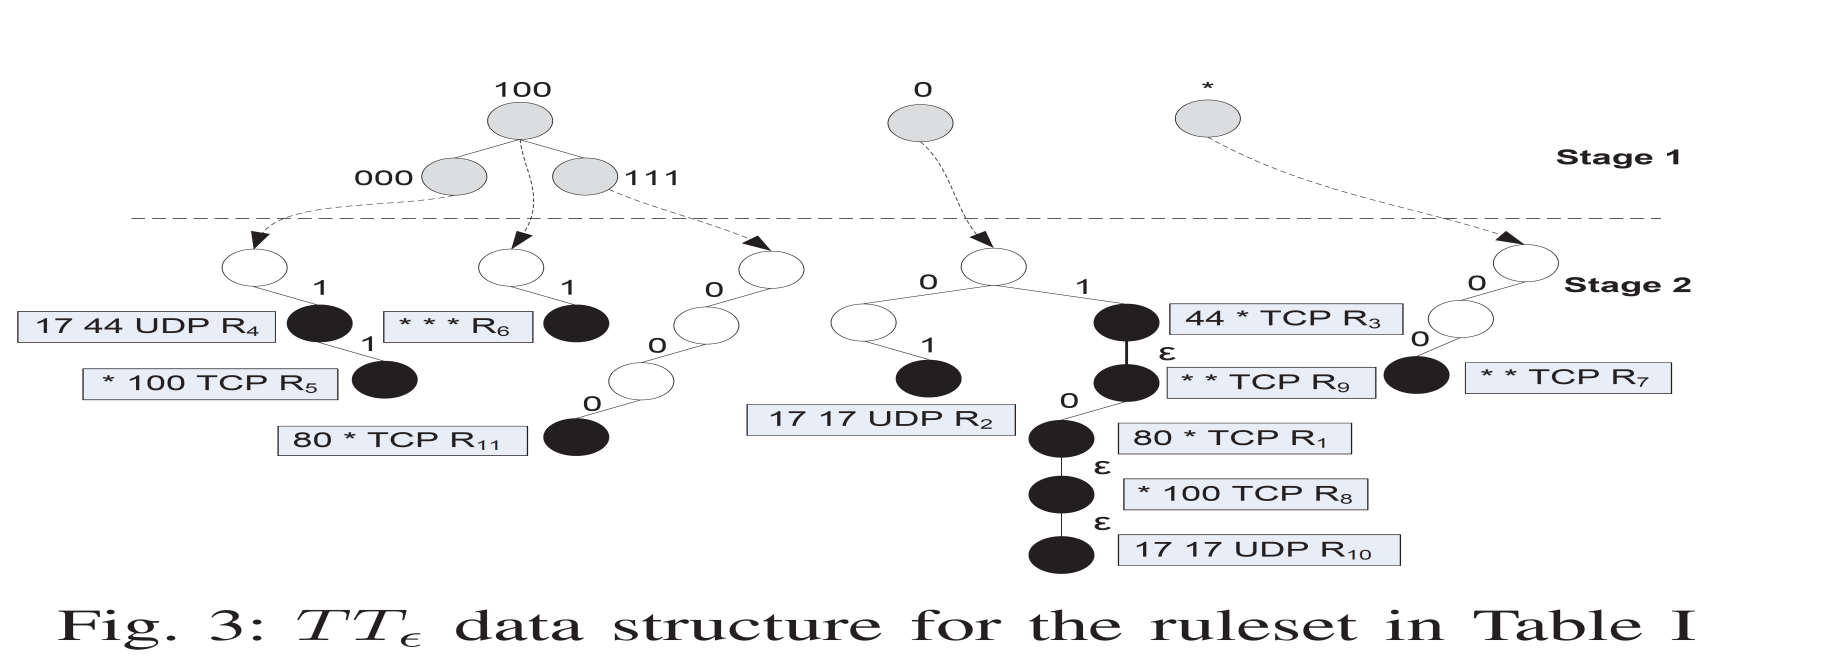 100
0
*
000
111
Stage 1
Stage 2
1
1
0
0
1
0
17 44 UDP R4
* * * R6
44 * TCP R3
1
0
1
ε
0
* 100 TCP R5
* * TCP R9
* * TCP R7
0
0
17 17 UDP R2
80 * TCP R11
80 * TCP R1
ε
* 100 TCP R8
ε
17 17 UDP R10
Fig. 3: TTϵ data structure for the ruleset in Table I